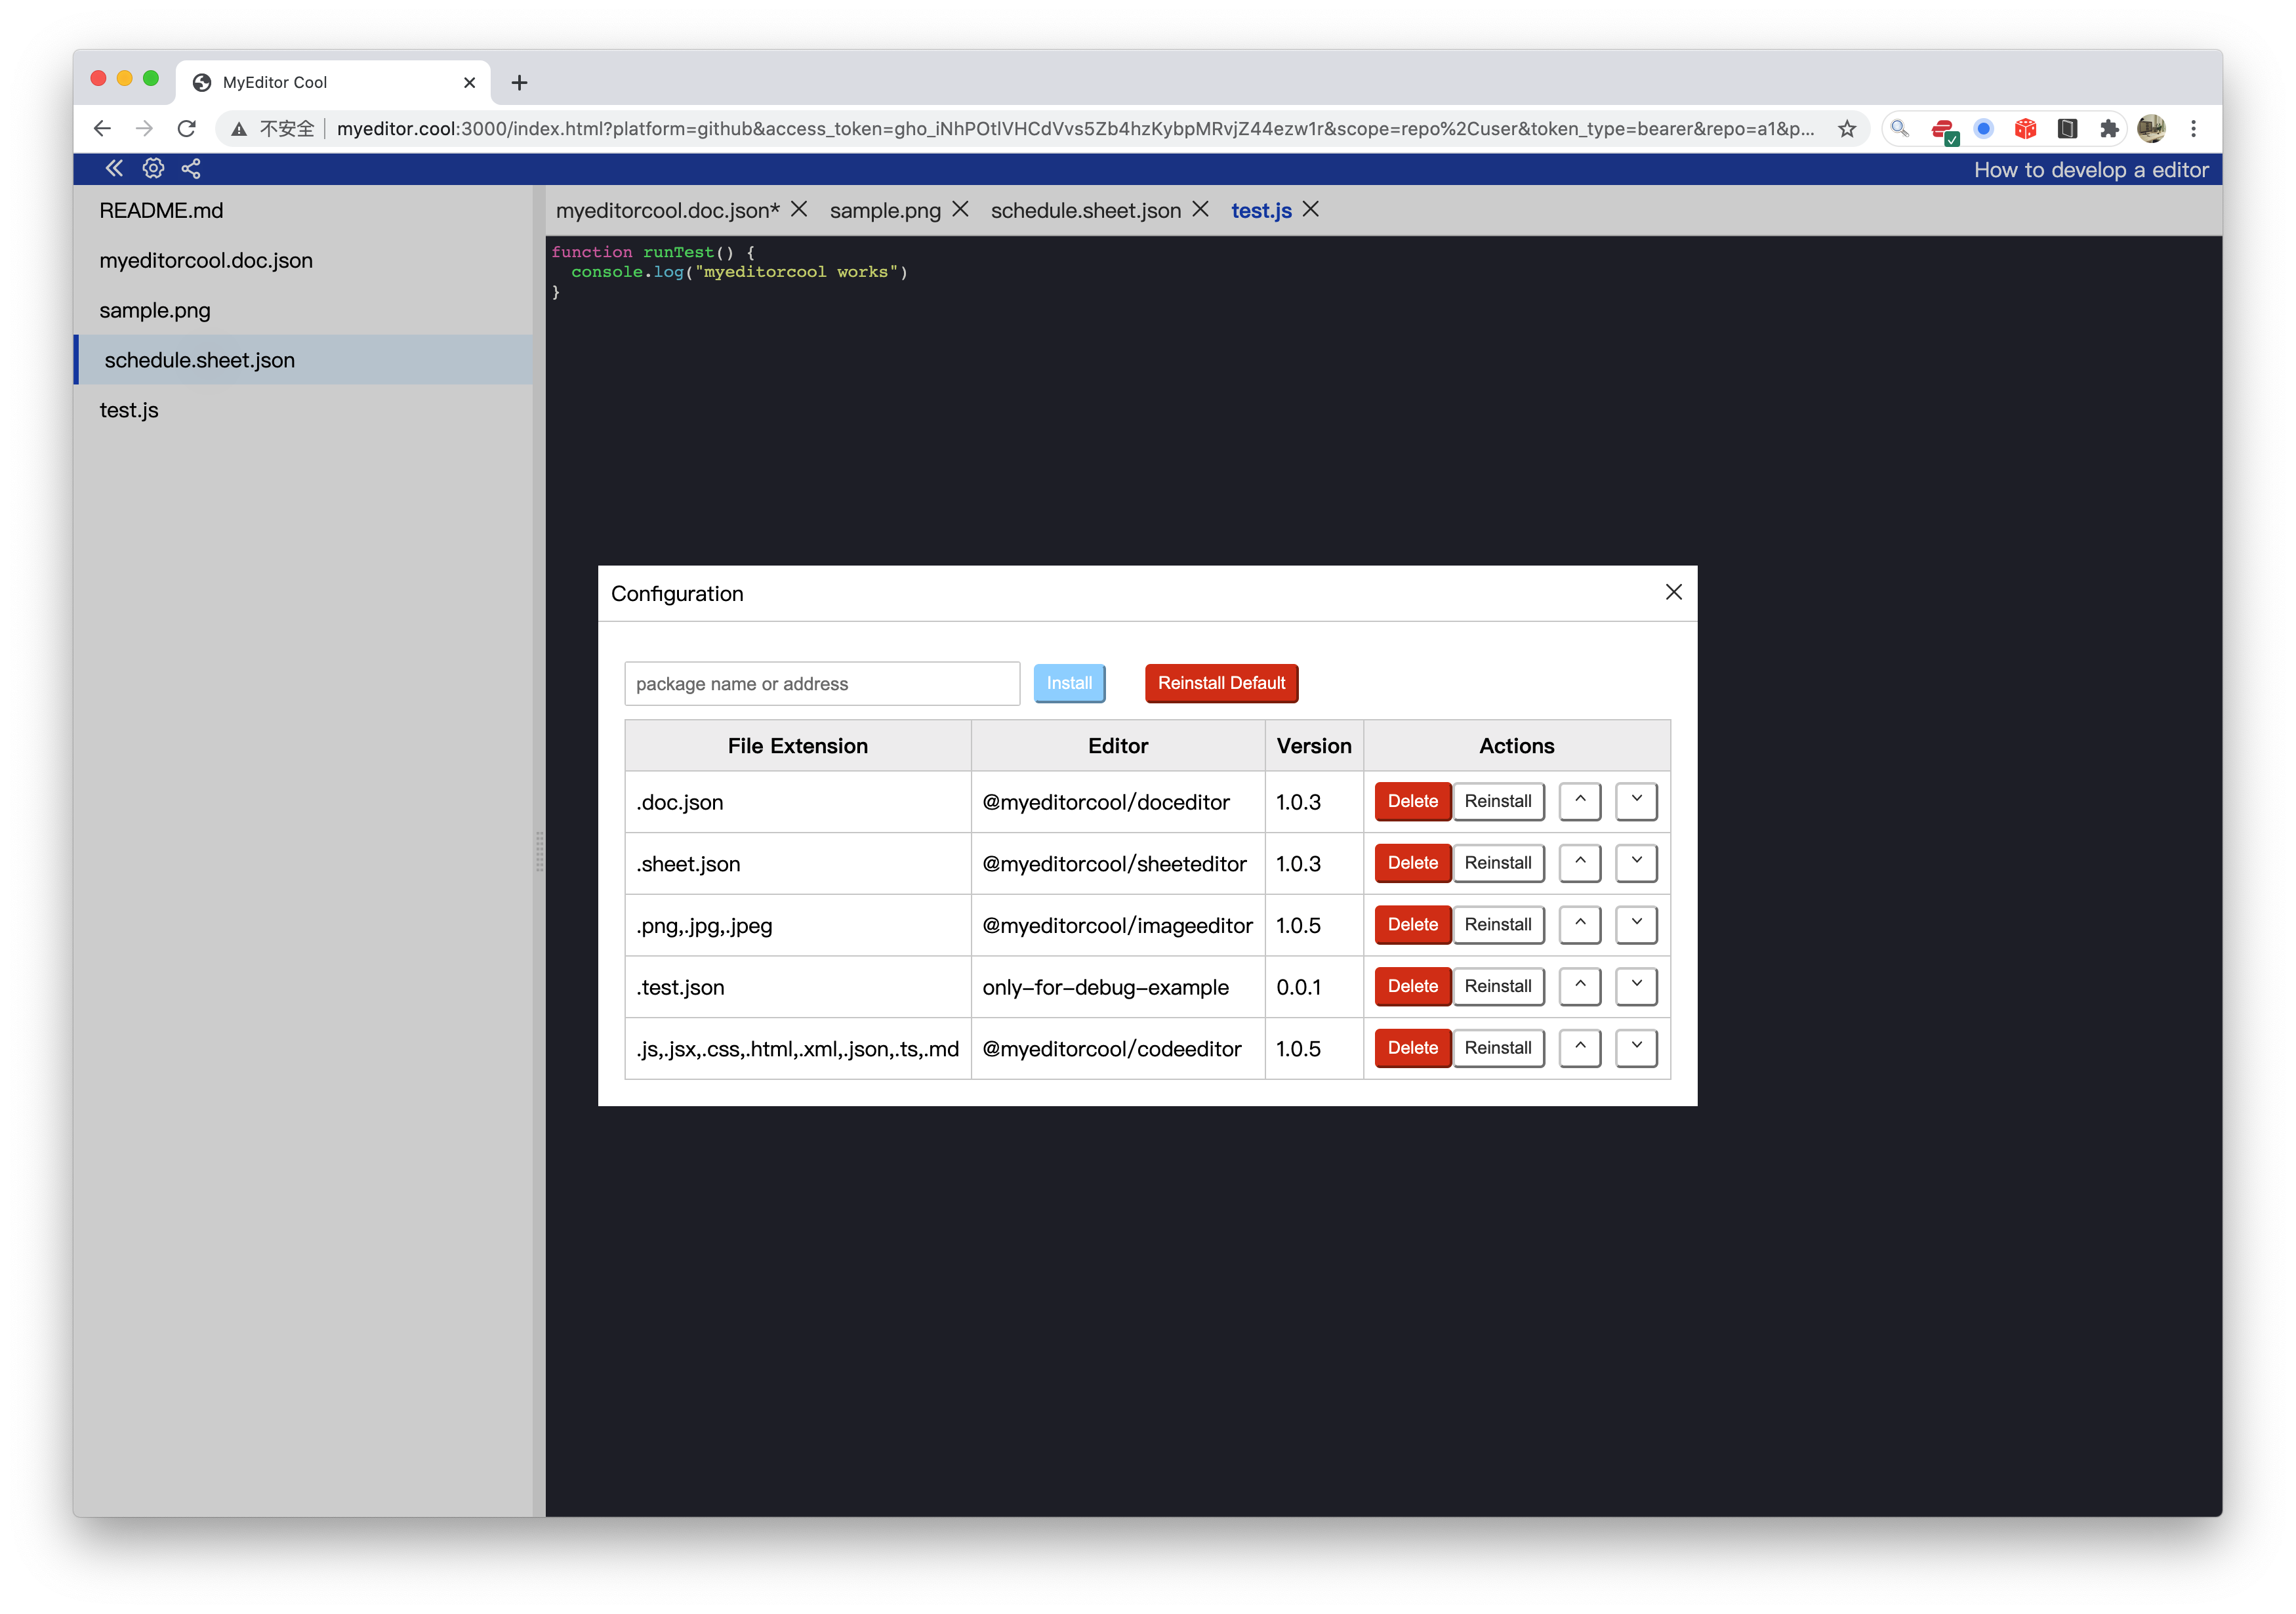 MyEditor Cool
不安全 myeditor.cool:3000/index.html?platform=github&access_token=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&scope=repo%2Cuser&token_type=bearer&repo=a1&p...
How to develop a editor
README.md
myeditorcool.doc.json
sample.png
schedule.sheet.json
test.js
myeditorcool.doc.json* sample.png schedule.sheet.json test.js
function runTest() {
console.log("myeditorcool works")
}
Configuration
package name or address Install Reinstall Default
File Extension Editor Version Actions
.doc.json @myeditorcool/doceditor 1.0.3 Delete Reinstall
.sheet.json @myeditorcool/sheeteditor 1.0.3 Delete Reinstall
.png,.jpg,.jpeg @myeditorcool/imageeditor 1.0.5 Delete Reinstall
.test.json only-for-debug-example 0.0.1 Delete Reinstall
.js,.jsx,.css,.html,.xml,.json,.ts,.md @myeditorcool/codeeditor 1.0.5 Delete Reinstall